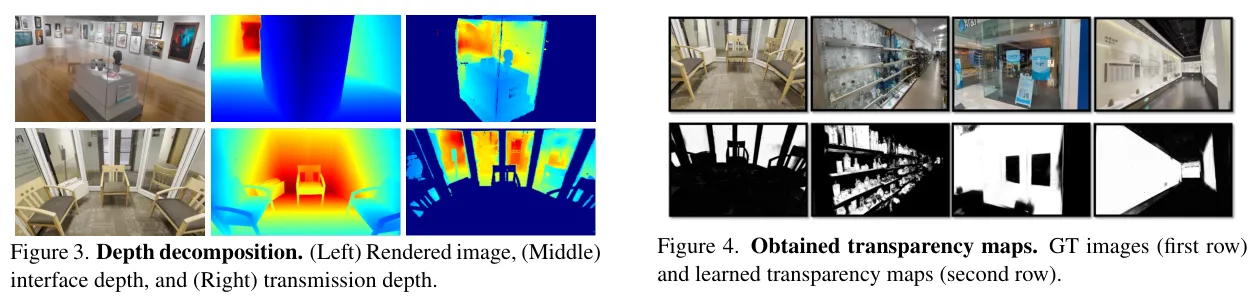 Figure 3. Depth decomposition. (Left) Rendered image, (Middle)
interface depth, and (Right) transmission depth.
Figure 4. Obtained transparency maps. GT images (first row)
and learned transparency maps (second row).